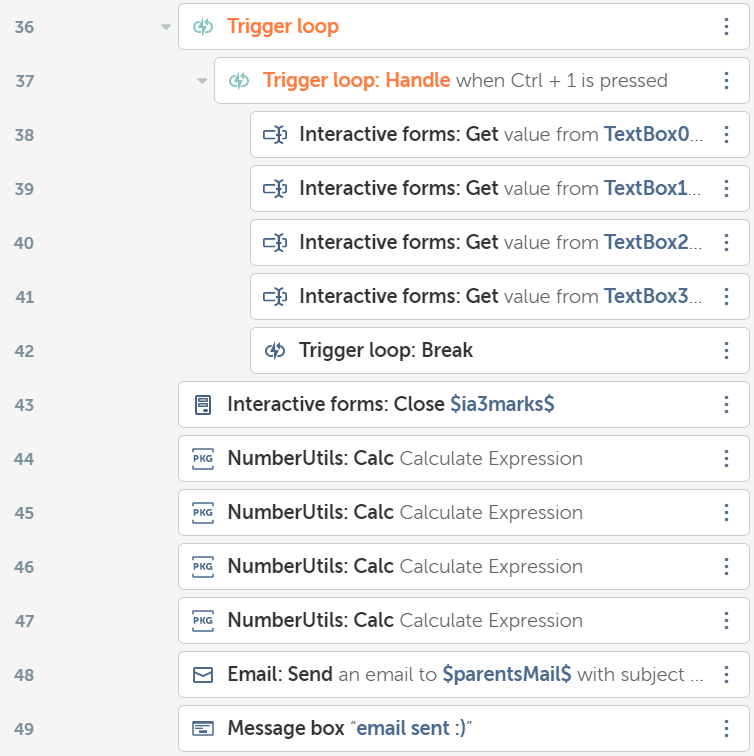 36 Trigger loop
37 Trigger loop: Handle when Ctrl + 1 is pressed
38 Interactive forms: Get value from TextBox0...
39 Interactive forms: Get value from TextBox1...
40 Interactive forms: Get value from TextBox2...
41 Interactive forms: Get value from TextBox3...
42 Trigger loop: Break
43 Interactive forms: Close $ia3marks$
44 PKG NumberUtils: Calc Calculate Expression
45 PKG NumberUtils: Calc Calculate Expression
46 PKG NumberUtils: Calc Calculate Expression
47 PKG NumberUtils: Calc Calculate Expression
48 Email: Send an email to $parentsMail$ with subject ...
49 Message box “email sent :)”